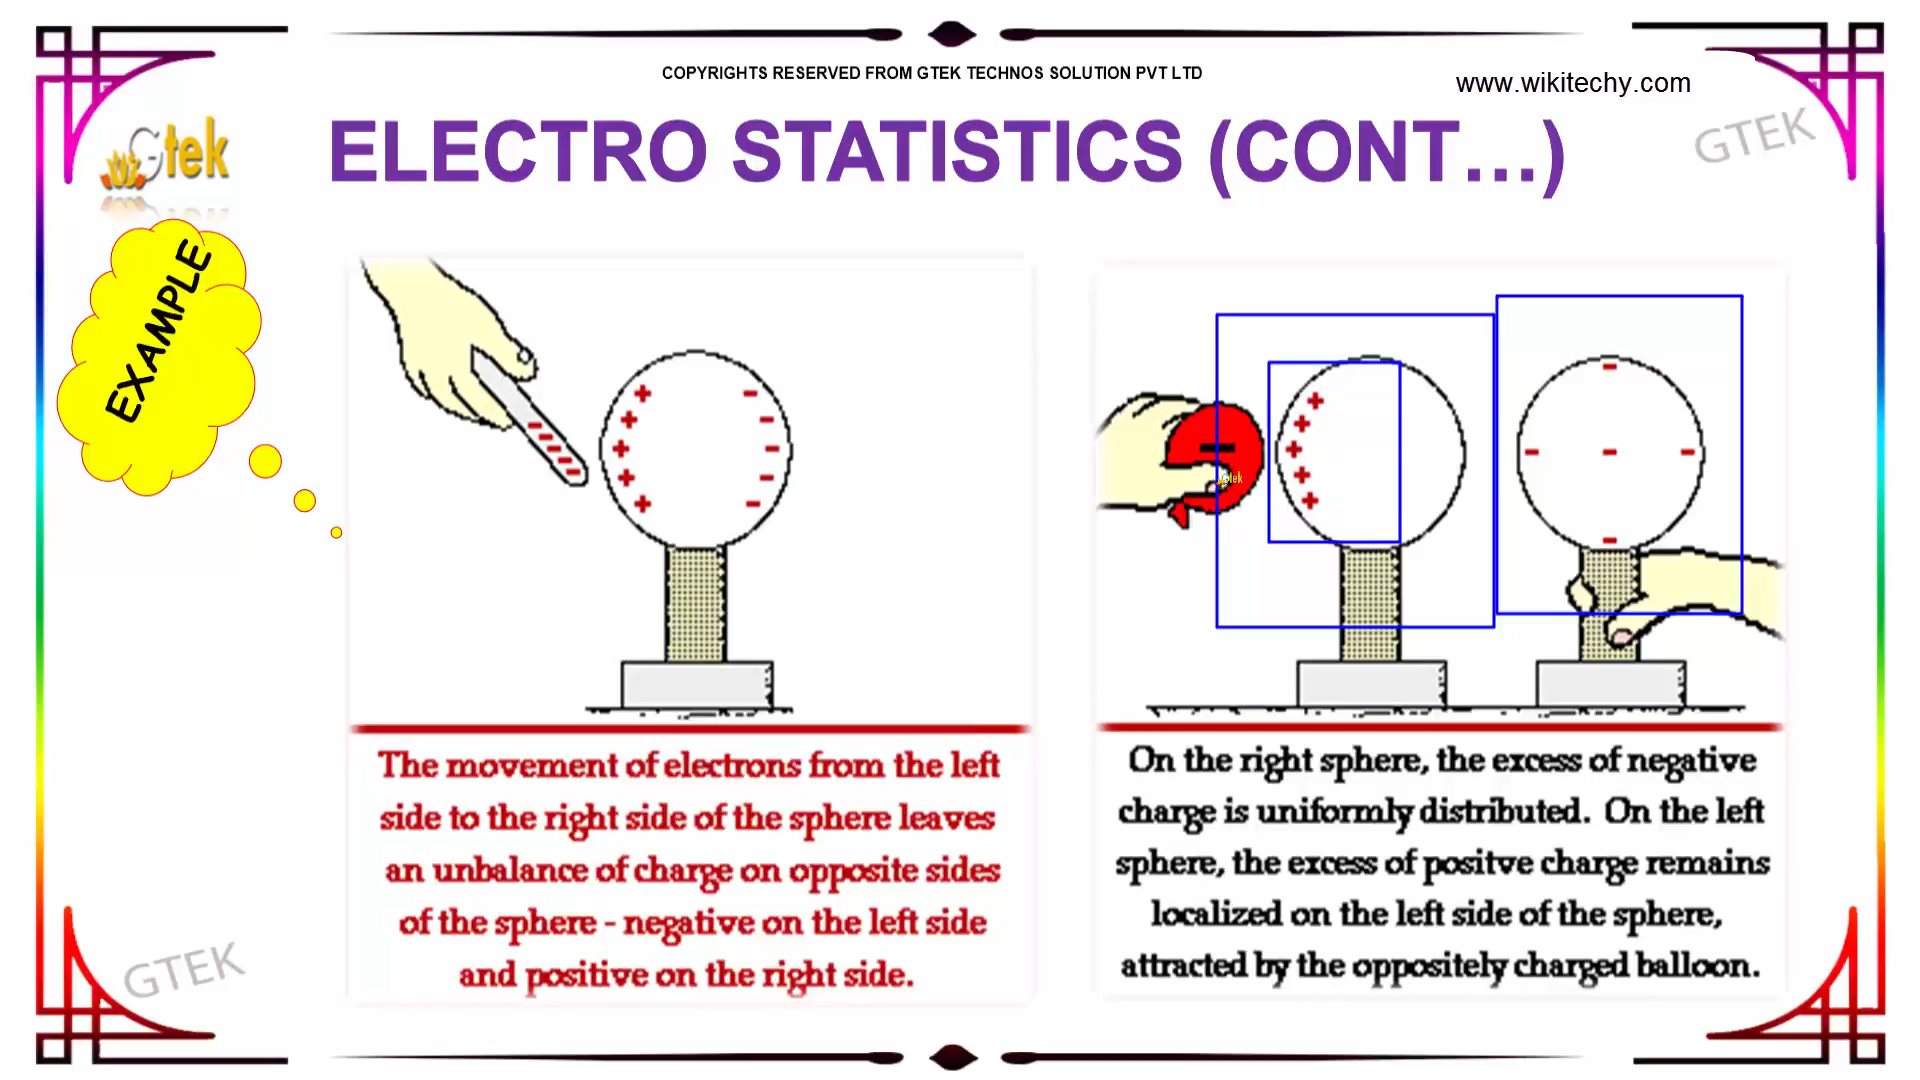 COPYRIGHTS RESERVED FROM GTEK TECHNOS SOLUTION PVT LTD
www.wikitechy.com
Gtek
ELECTRO STATISTICS (CONT...)
GTEK
EXAMPLE
Gtek
The movement of electrons from the left
side to the right side of the sphere leaves
an unbalance of charge on opposite sides
of the sphere - negative on the left side
and positive on the right side.
On the right sphere, the excess of negative
charge is uniformly distributed. On the left
sphere, the excess of positve charge remains
localized on the left side of the sphere,
attracted by the oppositely charged balloon.
GTEK